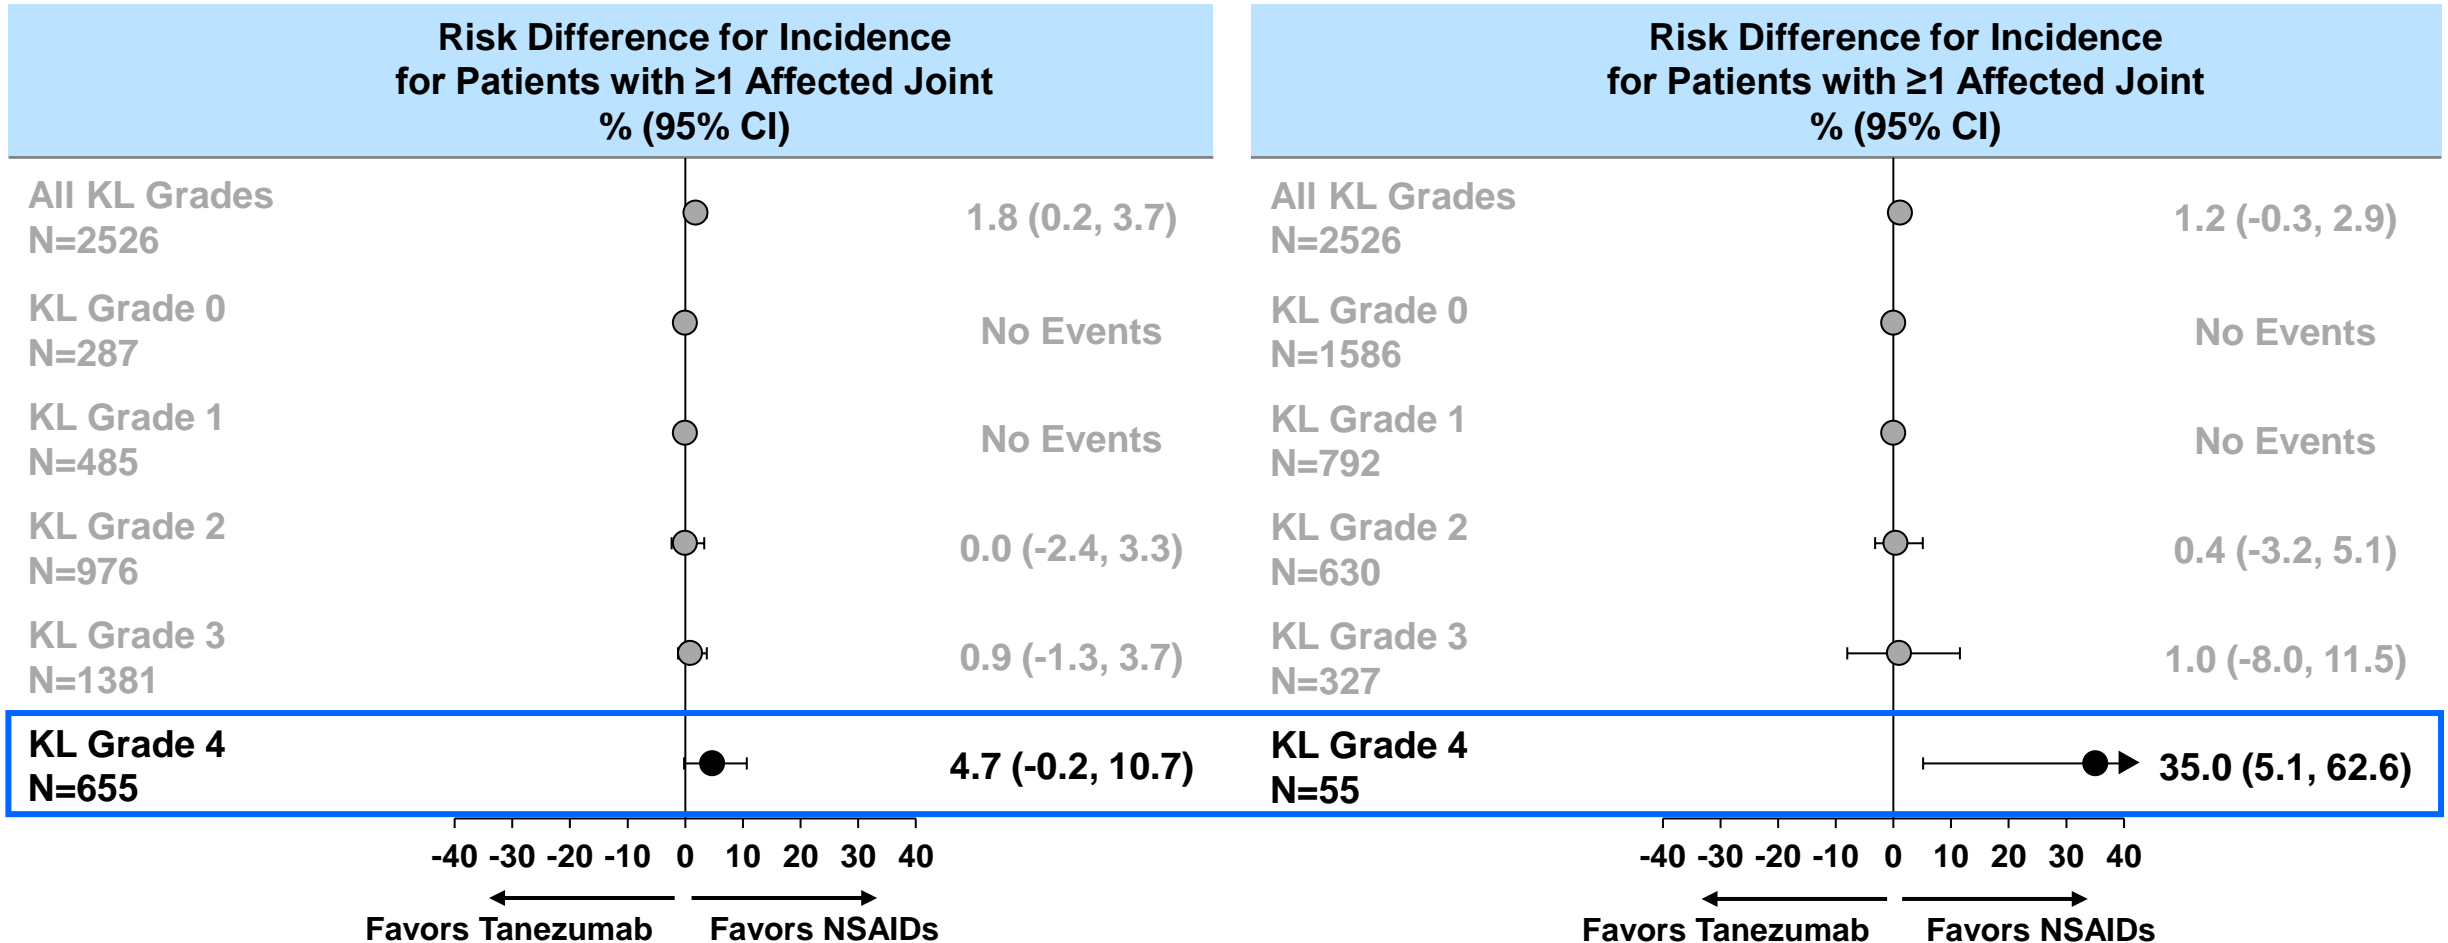 Risk Difference for Incidence
for Patients with ≥1 Affected Joint
% (95% CI)
All KL Grades
N=2526
1.8 (0.2, 3.7)
KL Grade 0
N=287
No Events
KL Grade 1
N=485
No Events
KL Grade 2
N=976
0.0 (-2.4, 3.3)
KL Grade 3
N=1381
0.9 (-1.3, 3.7)
KL Grade 4
N=655
4.7 (-0.2, 10.7)
-40 -30 -20 -10 0 10 20 30 40
Favors Tanezumab Favors NSAIDs
Risk Difference for Incidence
for Patients with ≥1 Affected Joint
% (95% CI)
All KL Grades
N=2526
1.2 (-0.3, 2.9)
KL Grade 0
N=1586
No Events
KL Grade 1
N=792
No Events
KL Grade 2
N=630
0.4 (-3.2, 5.1)
KL Grade 3
N=327
1.0 (-8.0, 11.5)
KL Grade 4
N=55
35.0 (5.1, 62.6)
-40 -30 -20 -10 0 10 20 30 40
Favors Tanezumab Favors NSAIDs